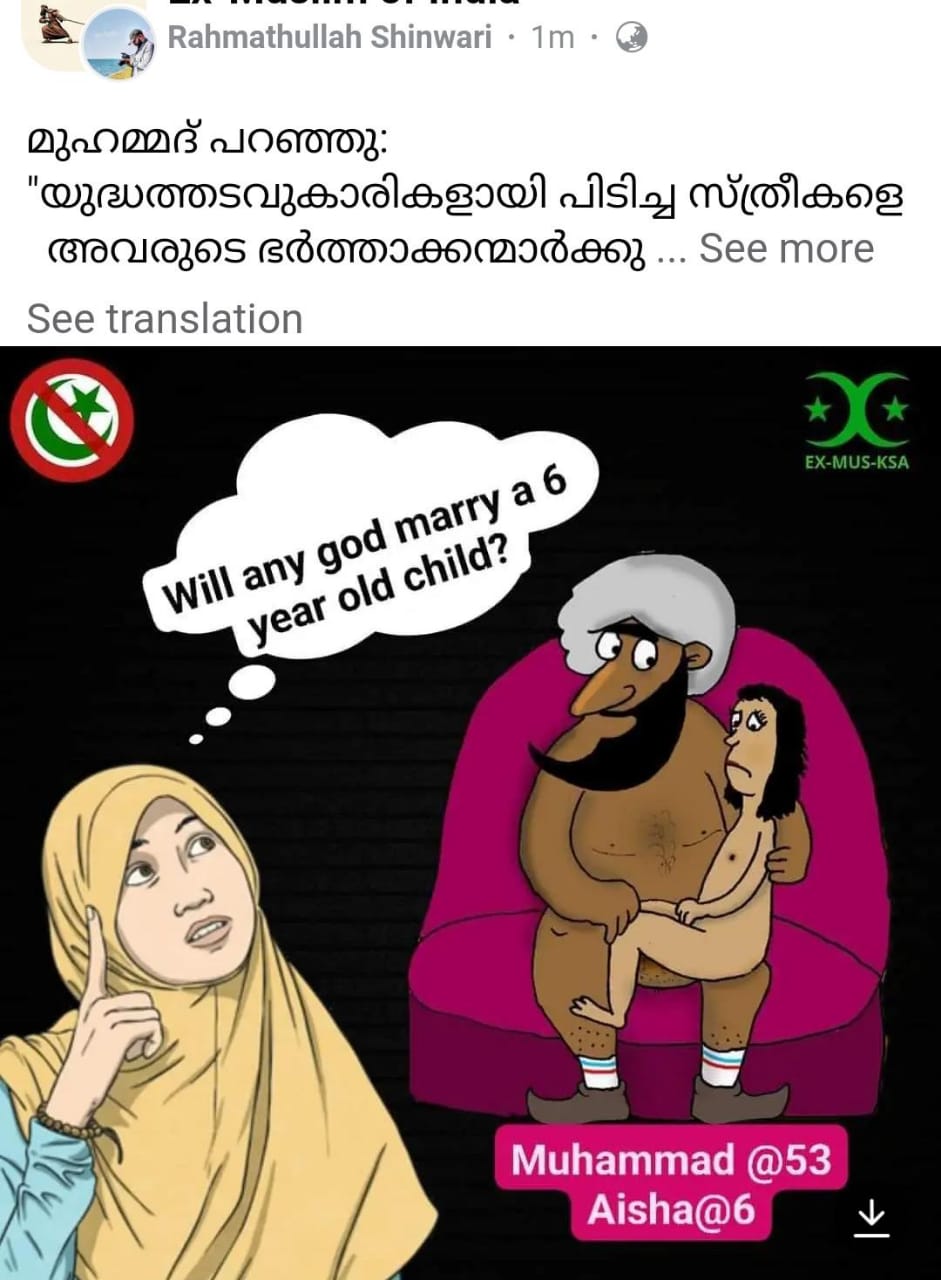 Rahmathullah Shinwari · 1m ·
മുഹമ്മദ് പറഞ്ഞു:
"യുദ്ധത്തടവുകാരികളായി പിടിച്ച സ്ത്രീകളെ
അവരുടെ ഭർത്താക്കന്മാർക്കു ... See more
See translation
EX-MUS-KSA
Will any god marry a 6
year old child?
Muhammad @53
Aisha@6